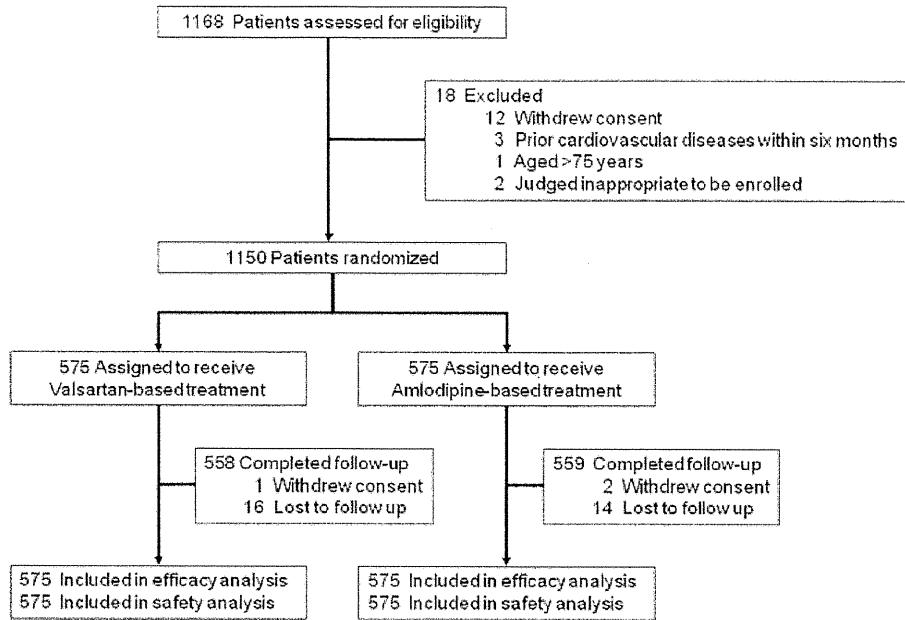 1168 Patients assessed for eligibility
18 Excluded
12 Withdrew consent
3 Prior cardiovascular diseases within six months
1 Aged >75 years
2 Judged inappropriate to be enrolled
1150 Patients randomized
575 Assigned to receive
Valsartan-based treatment
575 Assigned to receive
Amlodipine-based treatment
558 Completed follow-up
1 Withdrew consent
16 Lost to follow up
559 Completed follow-up
2 Withdrew consent
14 Lost to follow up
575 Included in efficacy analysis
575 Included in safety analysis
575 Included in efficacy analysis
575 Included in safety analysis